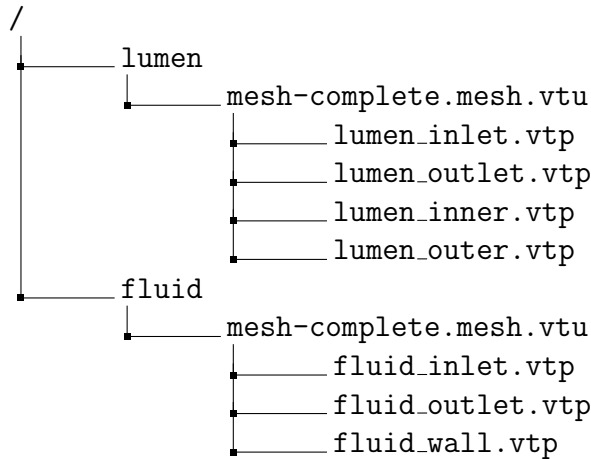 /
lumen
mesh-complete.mesh.vtu
lumen_inlet.vtp
lumen_outlet.vtp
lumen_inner.vtp
lumen_outer.vtp
fluid
mesh-complete.mesh.vtu
fluid_inlet.vtp
fluid_outlet.vtp
fluid_wall.vtp